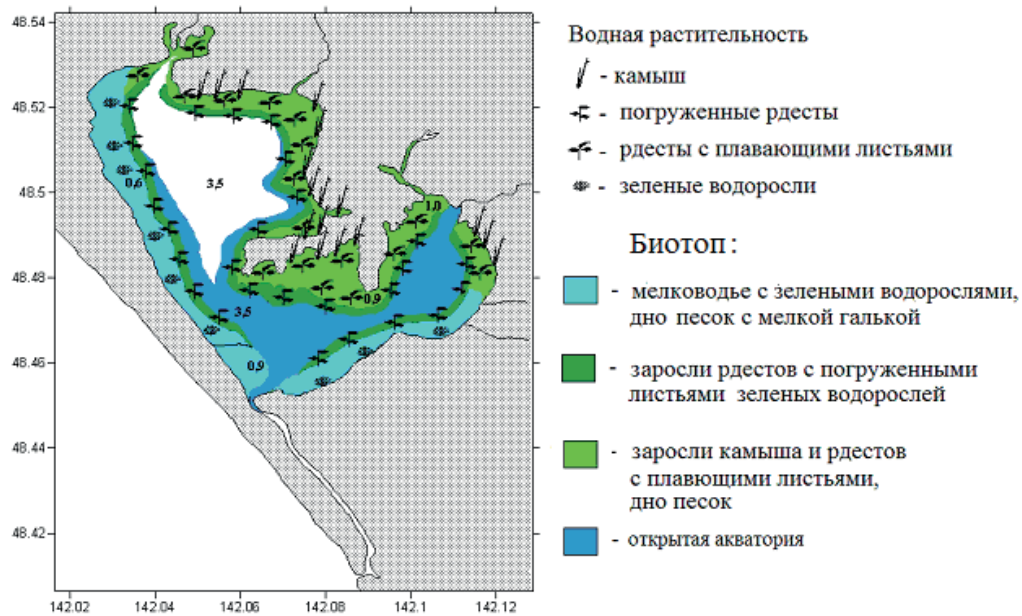 48.54
48.52
48.5
48.48
48.46
48.44
48.42
142.02 142.04 142.06 142.08 142.1 142.12
3,5
0,6
1,0
0,9
3,5
0,9
Водная растительность
- камыш
- погруженные рдесты
- рдесты с плавающими листьями
- зеленые водоросли
Биотоп:
- мелководье с зелеными водорослями,
дно песок с мелкой галькой
- заросли рдестов с погруженными
листьями зеленых водорослей
- заросли камыша и рдестов
с плавющими листьями,
дно песок
- открытая акватория